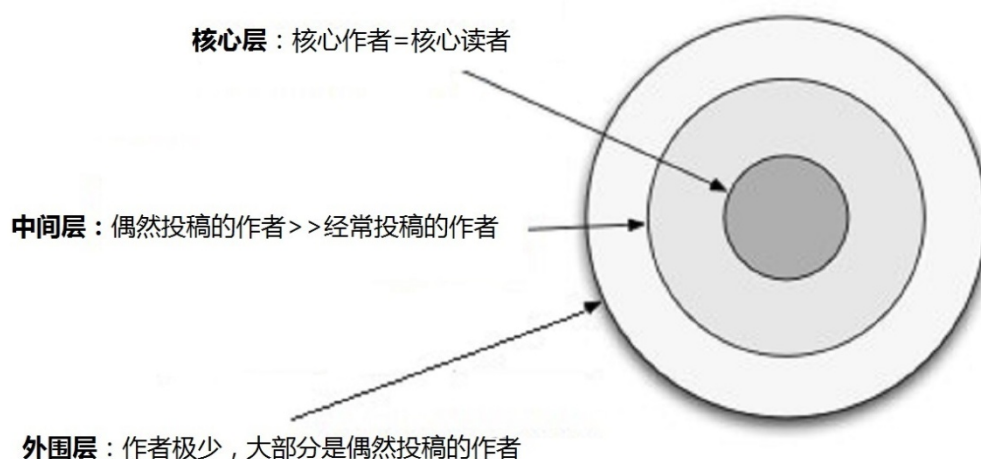 核心层：核心作者=核心读者
中间层：偶然投稿的作者>>经常投稿的作者
外围层：作者极少，大部分是偶然投稿的作者